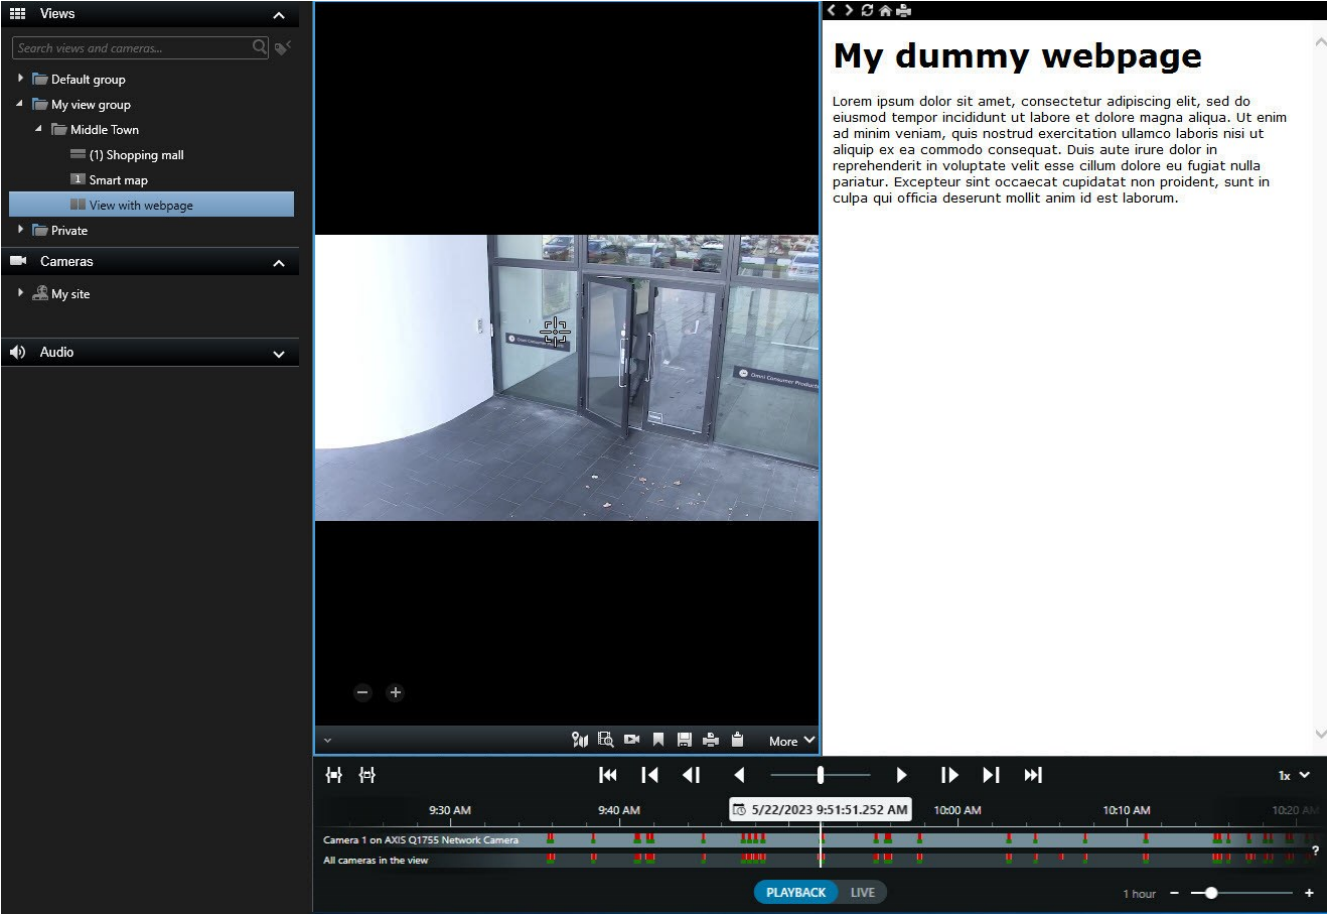 Views
Search views and cameras...
Default group
My view group
Middle Town
(1) Shopping mall
1 Smart map
View with webpage
Private
Cameras
My site
Audio
Omni Consumer Products
More
My dummy webpage
Lorem ipsum dolor sit amet, consectetur adipiscing elit, sed do
eiusmod tempor incididunt ut labore et dolore magna aliqua. Ut enim
ad minim veniam, quis nostrud exercitation ullamco laboris nisi ut
aliquip ex ea commodo consequat. Duis aute irure dolor in
reprehenderit in voluptate velit esse cillum dolore eu fugiat nulla
pariatur. Excepteur sint occaecat cupidatat non proident, sunt in
culpa qui officia deserunt mollit anim id est laborum.
1x
9:30 AM 9:40 AM 5/22/2023 9:51:51.252 AM 10:00 AM 10:10 AM 10:20 AM
Camera 1 on AXIS Q1755 Network Camera
All cameras in the view
?
PLAYBACK LIVE
1 hour